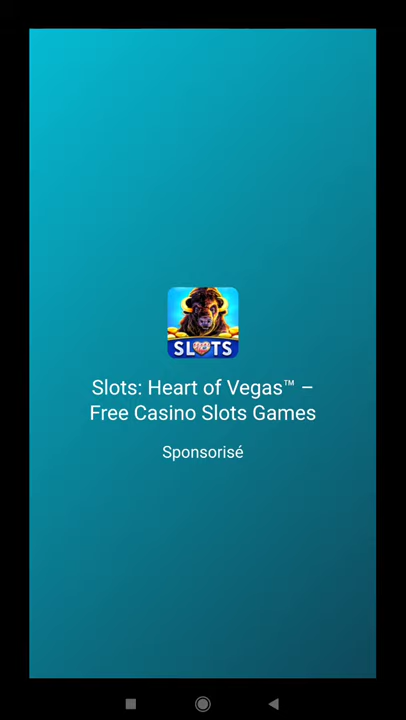 SLOTS
Slots: Heart of Vegas™ –
Free Casino Slots Games
Sponsorisé